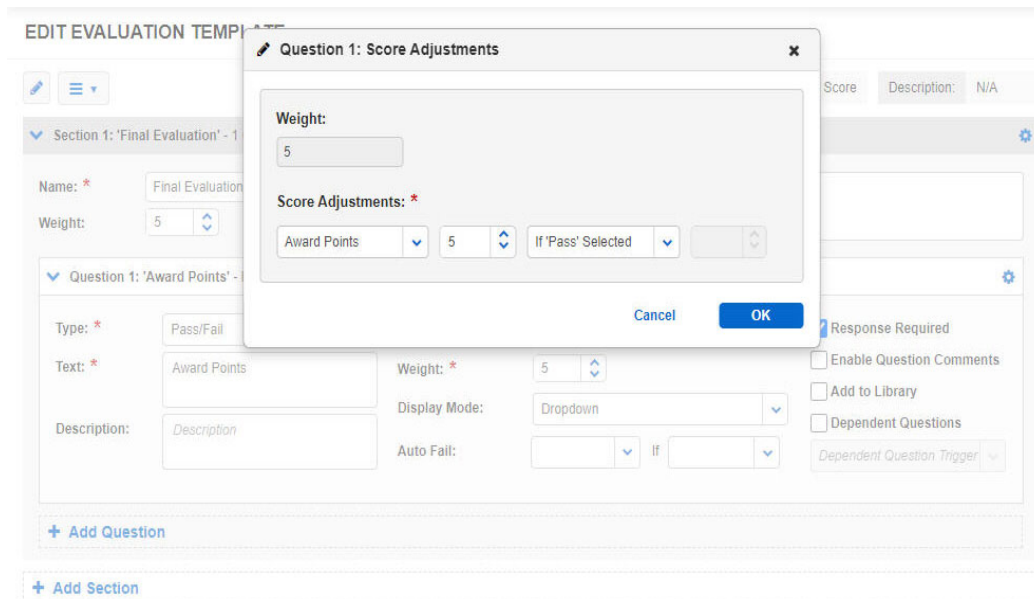 EDIT EVALUATION TEMPLATE
Question 1: Score Adjustments
Score Description: N/A
Weight:
5
Section 1: 'Final Evaluation' - 1
Name: * Final Evaluation
Score Adjustments: *
Weight: 5
Award Points 5 If 'Pass' Selected
Question 1: 'Award Points' -
Cancel OK
Type: * Pass/Fail
Response Required
Text: * Award Points
Weight: * 5
Enable Question Comments
Add to Library
Display Mode: Dropdown
Dependent Questions
Description: Description
Auto Fail: If
Dependent Question Trigger
+ Add Question
+ Add Section